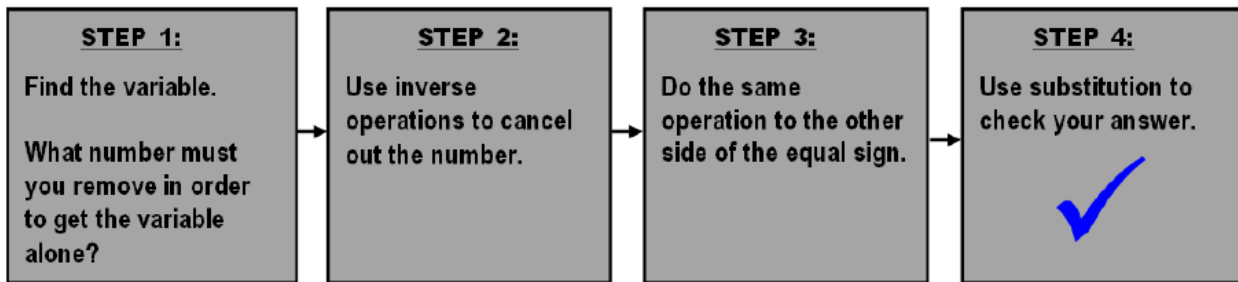 STEP 1:
Find the variable.
What number must
you remove in order
to get the variable
alone?
STEP 2:
Use inverse
operations to cancel
out the number.
STEP 3:
Do the same
operation to the other
side of the equal sign.
STEP 4:
Use substitution to
check your answer.